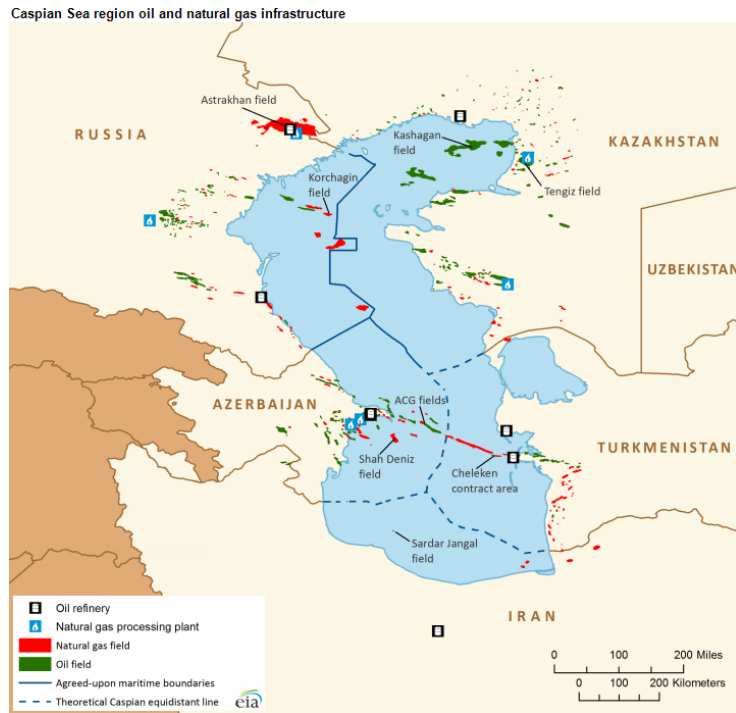 Caspian Sea region oil and natural gas infrastructure
Astrakhan field
RUSSIA
Kashagan
field
KAZAKHSTAN
Korchagin
field
Tengiz field
UZBEKISTAN
AZERBAIJAN
ACG fields
Shah Deniz
field
Cheleken
contract area
TURKMENISTAN
Sardar Jangal
field
IRAN
Oil refinery
Natural gas processing plant
Natural gas field
Oil field
Agreed-upon maritime boundaries
Theoretical Caspian equidistant line
eia
0 100 200 Miles
0 100 200 Kilometers